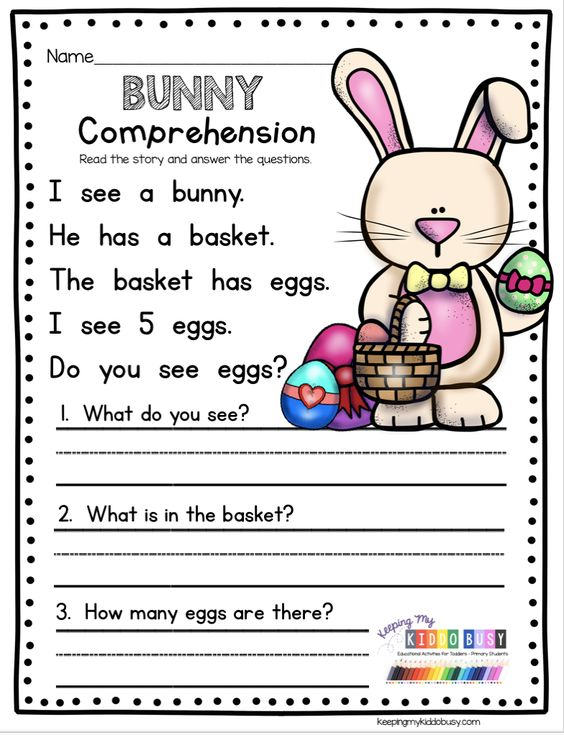 Name
BUNNY
Comprehension
Read the story and answer the questions.
I see a bunny.
He has a basket.
The basket has eggs.
I see 5 eggs.
Do you see eggs?
1. What do you see?
2. What is in the basket?
3. How many eggs are there?
Keeping My
KIDDO BUSY
Educational Activities For Toddlers - Primary Students
keepingmykiddobusy.com